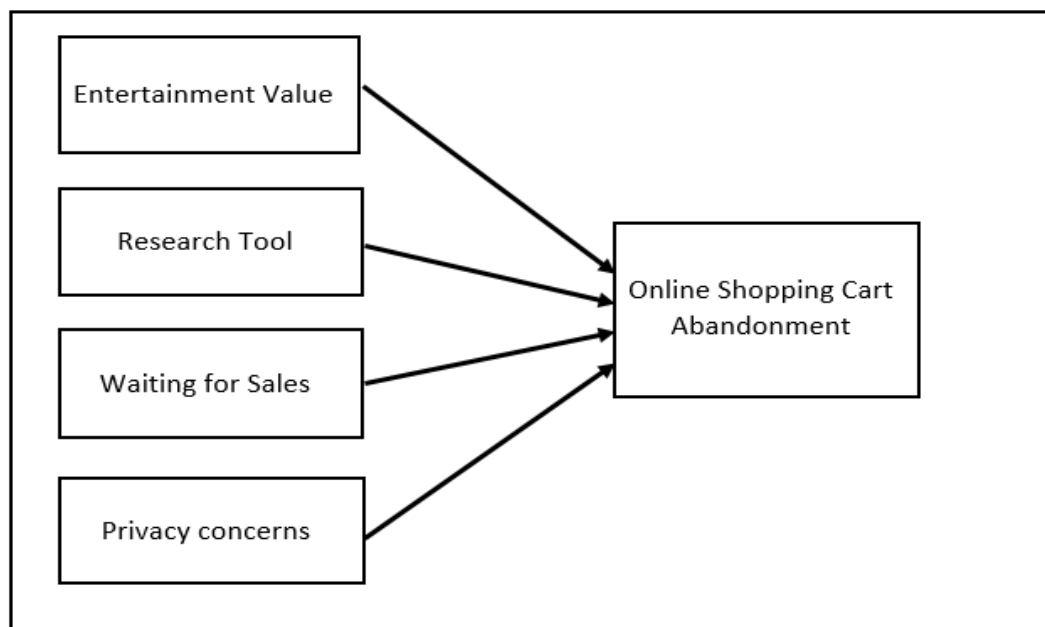 Entertainment Value
Research Tool
Waiting for Sales
Privacy concerns
Online Shopping Cart
Abandonment